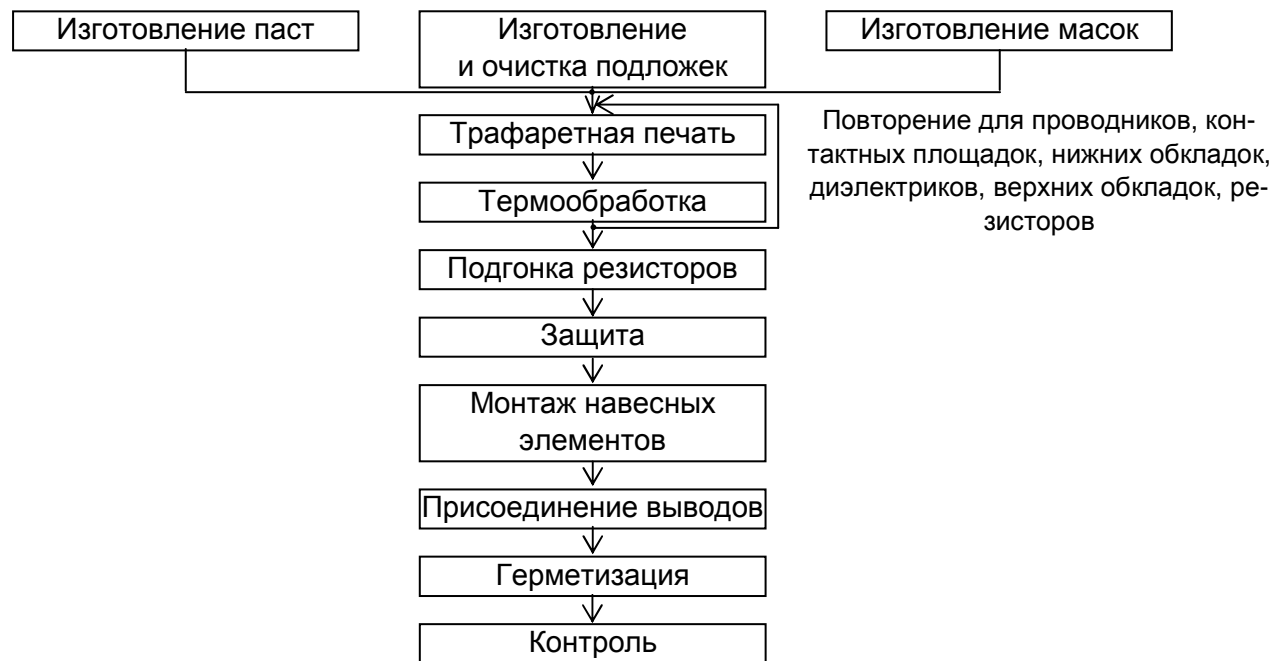 Изготовление паст
Изготовление
и очистка подложек
Изготовление масок
Трафаретная печать
Повторение для проводников, кон-
тактных площадок, нижних обкладок,
диэлектриков, верхних обкладок, ре-
зисторов
Термообработка
Подгонка резисторов
Защита
Монтаж навесных
элементов
Присоединение выводов
Герметизация
Контроль